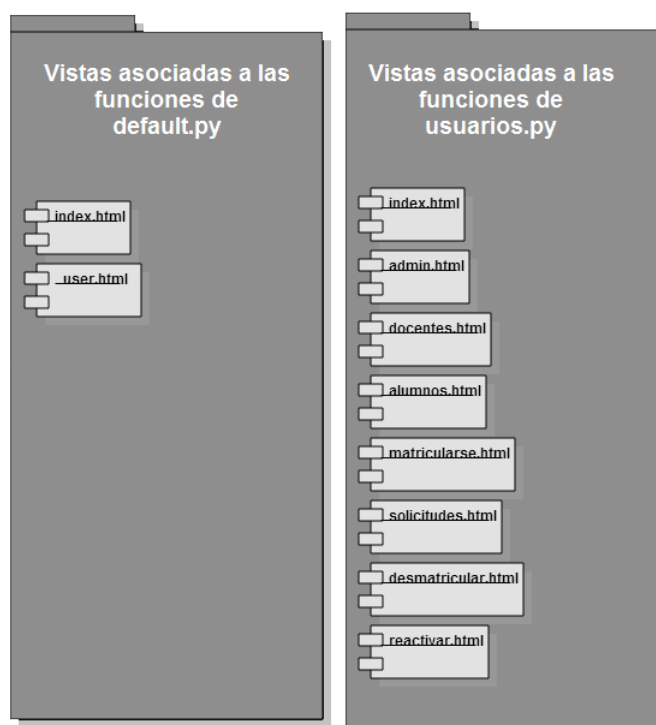 Vistas asociadas a las
funciones de
default.py
index.html
user.html
Vistas asociadas a las
funciones de
usuarios.py
index.html
admin.html
docentes.html
alumnos.html
matricularse.html
solicitudes.html
desmatricular.html
reactivar.html